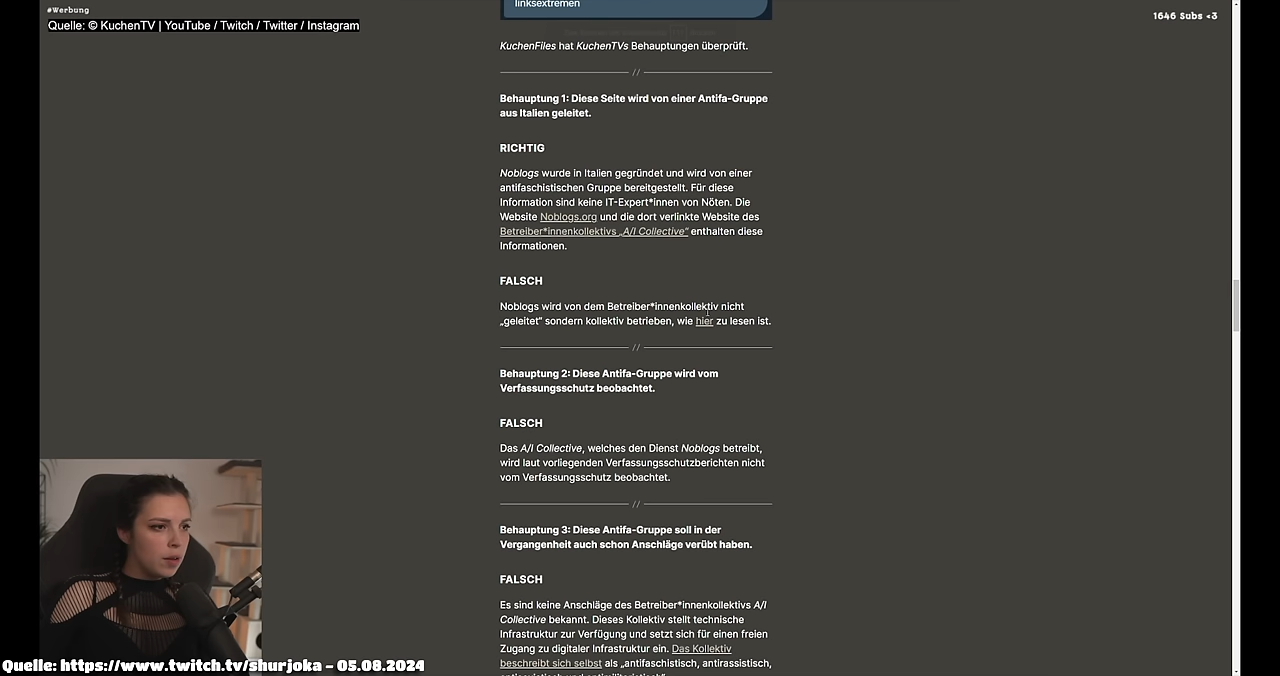 #Werbung
Quelle: © KuchenTV | YouTube / Twitch / Twitter / Instagram
1646 Subs <3
linksextremen
KuchenFiles hat KuchenTVs Behauptungen überprüft.
//
Behauptung 1: Diese Seite wird von einer Antifa-Gruppe
aus Italien geleitet.
RICHTIG
Noblogs wurde in Italien gegründet und wird von einer
antifaschistischen Gruppe bereitgestellt. Für diese
Information sind keine IT-Expert*innen von Nöten. Die
Website Noblogs.org und die dort verlinkte Website des
Betreiber*innenkollektivs „A/I Collective“ enthalten diese
Informationen.
FALSCH
Noblogs wird von dem Betreiber*innenkollektiv nicht
„geleitet“ sondern kollektiv betrieben, wie hier zu lesen ist.
//
Behauptung 2: Diese Antifa-Gruppe wird vom
Verfassungsschutz beobachtet.
FALSCH
Das A/I Collective, welches den Dienst Noblogs betreibt,
wird laut vorliegenden Verfassungsschutzberichten nicht
vom Verfassungsschutz beobachtet.
//
Behauptung 3: Diese Antifa-Gruppe soll in der
Vergangenheit auch schon Anschläge verübt haben.
FALSCH
Es sind keine Anschläge des Betreiber*innenkollektivs A/I
Collective bekannt. Dieses Kollektiv stellt technische
Infrastruktur zur Verfügung und setzt sich für einen freien
Zugang zu digitaler Infrastruktur ein. Das Kollektiv
beschreibt sich selbst als „antifaschistisch, antirassistisch,
Quelle: https://www.twitch.tv/shurjoka - 05.08.2024